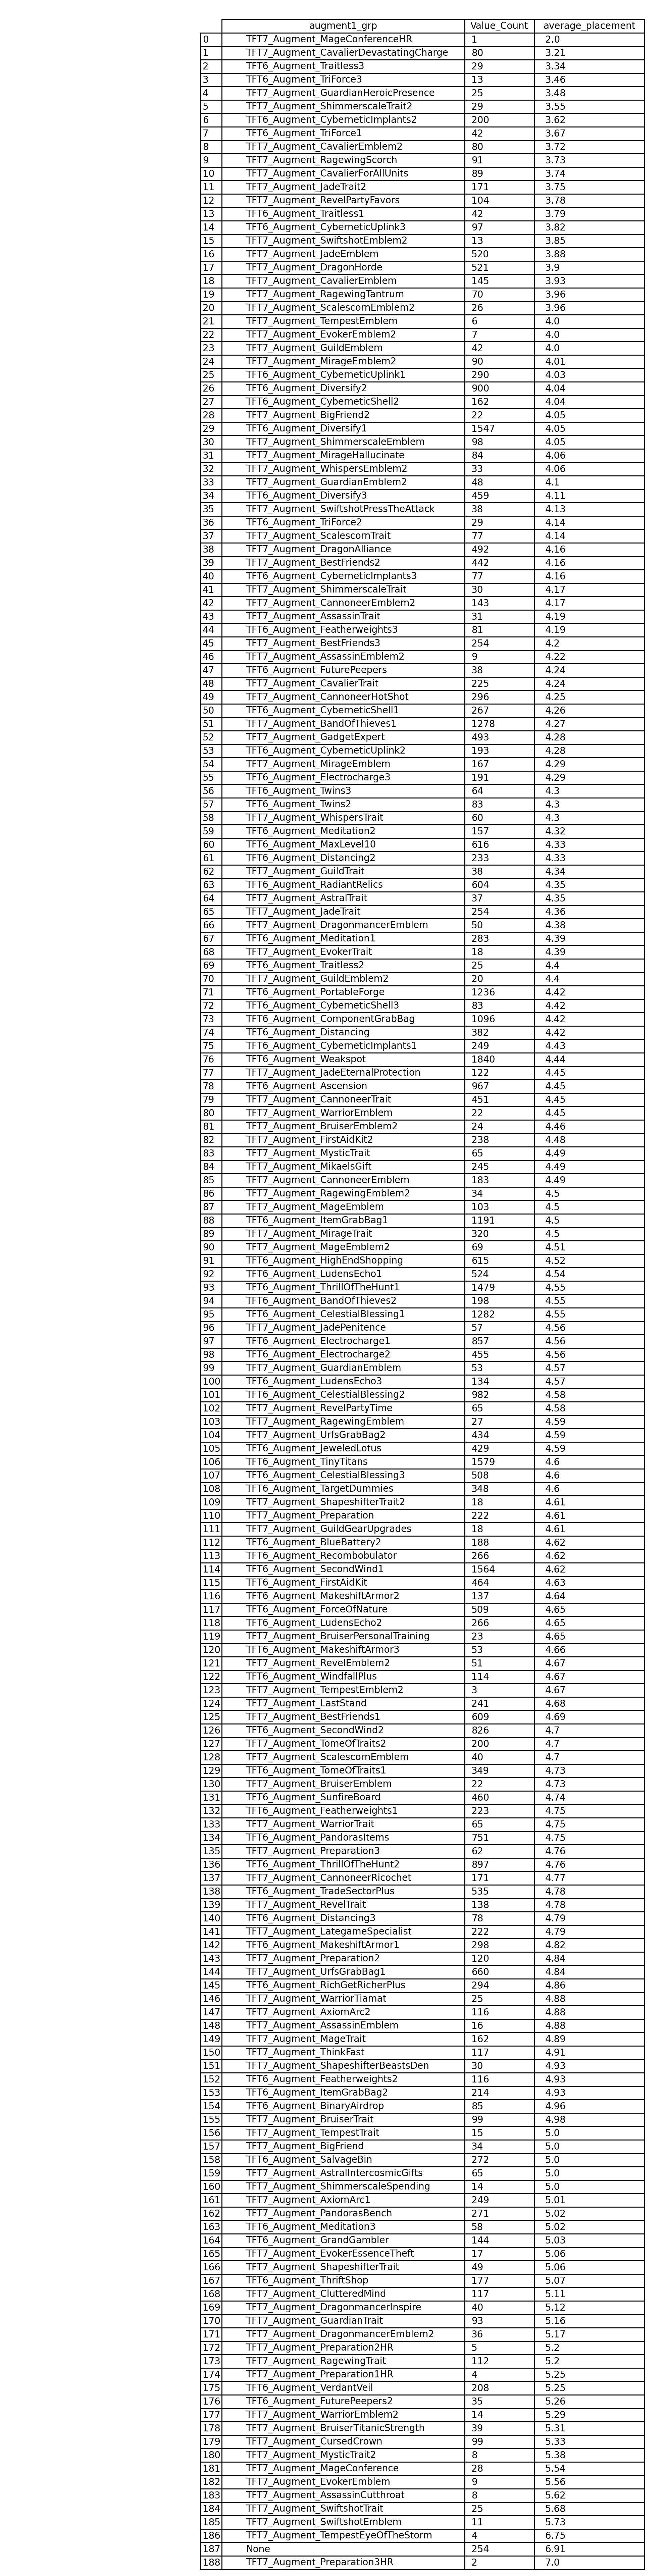 augment1_grp Value_Count average_placement
0 TFT7_Augment_MageConferenceHR 1 2.0
1 TFT7_Augment_CavalierDevastatingCharge 80 3.21
2 TFT6_Augment_Traitless3 29 3.34
3 TFT6_Augment_TriForce3 13 3.46
4 TFT7_Augment_GuardianHeroicPresence 25 3.48
5 TFT7_Augment_ShimmerscaleTrait2 29 3.55
6 TFT6_Augment_CyberneticImplants2 200 3.62
7 TFT6_Augment_TriForce1 42 3.67
8 TFT7_Augment_CavalierEmblem2 80 3.72
9 TFT7_Augment_RagewingScorch 91 3.73
10 TFT7_Augment_CavalierForAllUnits 89 3.74
11 TFT7_Augment_JadeTrait2 171 3.75
12 TFT7_Augment_RevelPartyFavors 104 3.78
13 TFT6_Augment_Traitless1 42 3.79
14 TFT6_Augment_CyberneticUplink3 97 3.82
15 TFT7_Augment_SwiftshotEmblem2 13 3.85
16 TFT7_Augment_JadeEmblem 520 3.88
17 TFT7_Augment_DragonHorde 521 3.9
18 TFT7_Augment_CavalierEmblem 145 3.93
19 TFT7_Augment_RagewingTantrum 70 3.96
20 TFT7_Augment_ScalescornEmblem2 26 3.96
21 TFT7_Augment_TempestEmblem 6 4.0
22 TFT7_Augment_EvokerEmblem2 7 4.0
23 TFT7_Augment_GuildEmblem 42 4.0
24 TFT7_Augment_MirageEmblem2 90 4.01
25 TFT6_Augment_CyberneticUplink1 290 4.03
26 TFT6_Augment_Diversify2 900 4.04
27 TFT6_Augment_CyberneticShell2 162 4.04
28 TFT7_Augment_BigFriend2 22 4.05
29 TFT6_Augment_Diversify1 1547 4.05
30 TFT7_Augment_ShimmerscaleEmblem 98 4.05
31 TFT7_Augment_MirageHallucinate 84 4.06
32 TFT7_Augment_WhispersEmblem2 33 4.06
33 TFT7_Augment_GuardianEmblem2 48 4.1
34 TFT6_Augment_Diversify3 459 4.11
35 TFT7_Augment_SwiftshotPressTheAttack 38 4.13
36 TFT6_Augment_TriForce2 29 4.14
37 TFT7_Augment_ScalescornTrait 77 4.14
38 TFT7_Augment_DragonAlliance 492 4.16
39 TFT7_Augment_BestFriends2 442 4.16
40 TFT6_Augment_CyberneticImplants3 77 4.16
41 TFT7_Augment_ShimmerscaleTrait 30 4.17
42 TFT7_Augment_CannoneerEmblem2 143 4.17
43 TFT7_Augment_AssassinTrait 31 4.19
44 TFT6_Augment_Featherweights3 81 4.19
45 TFT7_Augment_BestFriends3 254 4.2
46 TFT7_Augment_AssassinEmblem2 9 4.22
47 TFT6_Augment_FuturePeepers 38 4.24
48 TFT7_Augment_CavalierTrait 225 4.24
49 TFT7_Augment_CannoneerHotShot 296 4.25
50 TFT6_Augment_CyberneticShell1 267 4.26
51 TFT7_Augment_BandOfThieves1 1278 4.27
52 TFT7_Augment_GadgetExpert 493 4.28
53 TFT6_Augment_CyberneticUplink2 193 4.28
54 TFT7_Augment_MirageEmblem 167 4.29
55 TFT6_Augment_Electrocharge3 191 4.29
56 TFT6_Augment_Twins3 64 4.3
57 TFT6_Augment_Twins2 83 4.3
58 TFT7_Augment_WhispersTrait 60 4.3
59 TFT6_Augment_Meditation2 157 4.32
60 TFT6_Augment_MaxLevel10 616 4.33
61 TFT6_Augment_Distancing2 233 4.33
62 TFT7_Augment_GuildTrait 38 4.34
63 TFT6_Augment_RadiantRelics 604 4.35
64 TFT7_Augment_AstralTrait 37 4.35
65 TFT7_Augment_JadeTrait 254 4.36
66 TFT7_Augment_DragonmancerEmblem 50 4.38
67 TFT6_Augment_Meditation1 283 4.39
68 TFT7_Augment_EvokerTrait 18 4.39
69 TFT6_Augment_Traitless2 25 4.4
70 TFT7_Augment_GuildEmblem2 20 4.4
71 TFT6_Augment_PortableForge 1236 4.42
72 TFT6_Augment_CyberneticShell3 83 4.42
73 TFT6_Augment_ComponentGrabBag 1096 4.42
74 TFT6_Augment_Distancing 382 4.42
75 TFT6_Augment_CyberneticImplants1 249 4.43
76 TFT6_Augment_Weakspot 1840 4.44
77 TFT7_Augment_JadeEternalProtection 122 4.45
78 TFT6_Augment_Ascension 967 4.45
79 TFT7_Augment_CannoneerTrait 451 4.45
80 TFT7_Augment_WarriorEmblem 22 4.45
81 TFT7_Augment_BruiserEmblem2 24 4.46
82 TFT7_Augment_FirstAidKit2 238 4.48
83 TFT7_Augment_MysticTrait 65 4.49
84 TFT7_Augment_MikaelsGift 245 4.49
85 TFT7_Augment_CannoneerEmblem 183 4.49
86 TFT7_Augment_RagewingEmblem2 34 4.5
87 TFT7_Augment_MageEmblem 103 4.5
88 TFT6_Augment_ItemGrabBag1 1191 4.5
89 TFT7_Augment_MirageTrait 320 4.5
90 TFT7_Augment_MageEmblem2 69 4.51
91 TFT6_Augment_HighEndShopping 615 4.52
92 TFT6_Augment_LudensEcho1 524 4.54
93 TFT6_Augment_ThrillOfTheHunt1 1479 4.55
94 TFT6_Augment_BandOfThieves2 198 4.55
95 TFT6_Augment_CelestialBlessing1 1282 4.55
96 TFT7_Augment_JadePenitence 57 4.56
97 TFT6_Augment_Electrocharge1 857 4.56
98 TFT6_Augment_Electrocharge2 455 4.56
99 TFT7_Augment_GuardianEmblem 53 4.57
100 TFT6_Augment_LudensEcho3 134 4.57
101 TFT6_Augment_CelestialBlessing2 982 4.58
102 TFT7_Augment_RevelPartyTime 65 4.58
103 TFT7_Augment_RagewingEmblem 27 4.59
104 TFT7_Augment_UrfsGrabBag2 434 4.59
105 TFT6_Augment_JeweledLotus 429 4.59
106 TFT6_Augment_TinyTitans 1579 4.6
107 TFT6_Augment_CelestialBlessing3 508 4.6
108 TFT6_Augment_TargetDummies 348 4.6
109 TFT7_Augment_ShapeshifterTrait2 18 4.61
110 TFT7_Augment_Preparation 222 4.61
111 TFT7_Augment_GuildGearUpgrades 18 4.61
112 TFT6_Augment_BlueBattery2 188 4.62
113 TFT6_Augment_Recombobulator 266 4.62
114 TFT6_Augment_SecondWind1 1564 4.62
115 TFT6_Augment_FirstAidKit 464 4.63
116 TFT6_Augment_MakeshiftArmor2 137 4.64
117 TFT6_Augment_ForceOfNature 509 4.65
118 TFT6_Augment_LudensEcho2 266 4.65
119 TFT7_Augment_BruiserPersonalTraining 23 4.65
120 TFT6_Augment_MakeshiftArmor3 53 4.66
121 TFT7_Augment_RevelEmblem2 51 4.67
122 TFT6_Augment_WindfallPlus 114 4.67
123 TFT7_Augment_TempestEmblem2 3 4.67
124 TFT7_Augment_LastStand 241 4.68
125 TFT7_Augment_BestFriends1 609 4.69
126 TFT6_Augment_SecondWind2 826 4.7
127 TFT7_Augment_TomeOfTraits2 200 4.7
128 TFT7_Augment_ScalescornEmblem 40 4.7
129 TFT6_Augment_TomeOfTraits1 349 4.73
130 TFT7_Augment_BruiserEmblem 22 4.73
131 TFT6_Augment_SunfireBoard 460 4.74
132 TFT6_Augment_Featherweights1 223 4.75
133 TFT7_Augment_WarriorTrait 65 4.75
134 TFT6_Augment_PandorasItems 751 4.75
135 TFT7_Augment_Preparation3 62 4.76
136 TFT6_Augment_ThrillOfTheHunt2 897 4.76
137 TFT7_Augment_CannoneerRicochet 171 4.77
138 TFT6_Augment_TradeSectorPlus 535 4.78
139 TFT7_Augment_RevelTrait 138 4.78
140 TFT6_Augment_Distancing3 78 4.79
141 TFT7_Augment_LategameSpecialist 222 4.79
142 TFT6_Augment_MakeshiftArmor1 298 4.82
143 TFT7_Augment_Preparation2 120 4.84
144 TFT7_Augment_UrfsGrabBag1 660 4.84
145 TFT6_Augment_RichGetRicherPlus 294 4.86
146 TFT7_Augment_WarriorTiamat 25 4.88
147 TFT7_Augment_AxiomArc2 116 4.88
148 TFT7_Augment_AssassinEmblem 16 4.88
149 TFT7_Augment_MageTrait 162 4.89
150 TFT7_Augment_ThinkFast 117 4.91
151 TFT7_Augment_ShapeshifterBeastsDen 30 4.93
152 TFT6_Augment_Featherweights2 116 4.93
153 TFT6_Augment_ItemGrabBag2 214 4.93
154 TFT6_Augment_BinaryAirdrop 85 4.96
155 TFT7_Augment_BruiserTrait 99 4.98
156 TFT7_Augment_TempestTrait 15 5.0
157 TFT7_Augment_BigFriend 34 5.0
158 TFT6_Augment_SalvageBin 272 5.0
159 TFT7_Augment_AstralIntercosmicGifts 65 5.0
160 TFT7_Augment_ShimmerscaleSpending 14 5.0
161 TFT7_Augment_AxiomArc1 249 5.01
162 TFT7_Augment_PandorasBench 271 5.02
163 TFT6_Augment_Meditation3 58 5.02
164 TFT6_Augment_GrandGambler 144 5.03
165 TFT7_Augment_EvokerEssenceTheft 17 5.06
166 TFT7_Augment_ShapeshifterTrait 49 5.06
167 TFT6_Augment_ThriftShop 177 5.07
168 TFT7_Augment_ClutteredMind 117 5.11
169 TFT7_Augment_DragonmancerInspire 40 5.12
170 TFT7_Augment_GuardianTrait 93 5.16
171 TFT7_Augment_DragonmancerEmblem2 36 5.17
172 TFT7_Augment_Preparation2HR 5 5.2
173 TFT7_Augment_RagewingTrait 112 5.2
174 TFT7_Augment_Preparation1HR 4 5.25
175 TFT6_Augment_VerdantVeil 208 5.25
176 TFT6_Augment_FuturePeepers2 35 5.26
177 TFT7_Augment_WarriorEmblem2 14 5.29
178 TFT7_Augment_BruiserTitanicStrength 39 5.31
179 TFT7_Augment_CursedCrown 99 5.33
180 TFT7_Augment_MysticTrait2 8 5.38
181 TFT7_Augment_MageConference 28 5.54
182 TFT7_Augment_EvokerEmblem 9 5.56
183 TFT7_Augment_AssassinCutthroat 8 5.62
184 TFT7_Augment_SwiftshotTrait 25 5.68
185 TFT7_Augment_SwiftshotEmblem 11 5.73
186 TFT7_Augment_TempestEyeOfTheStorm 4 6.75
187 None 254 6.91
188 TFT7_Augment_Preparation3HR 2 7.0